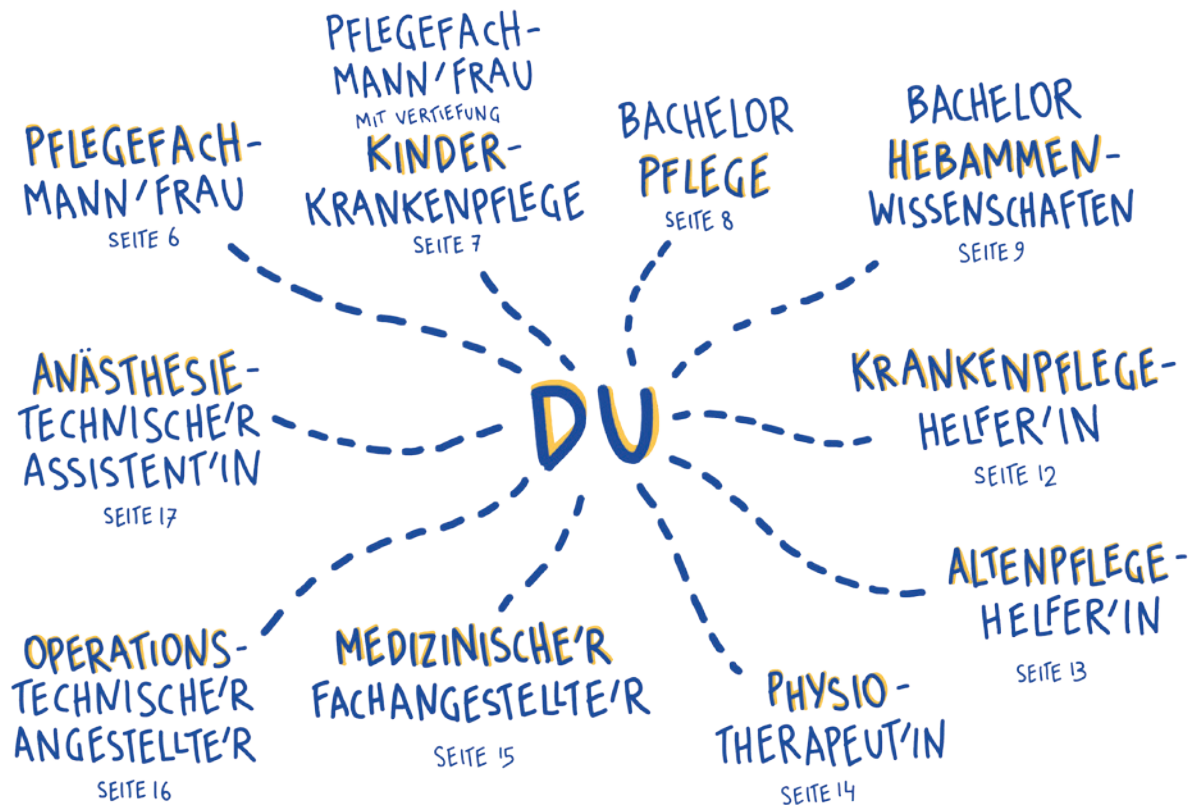 PFLEGEFACH-
MANN'FRAU
SEITE 6
PFLEGEFACH-
MANN'FRAU
MIT VERTIEFUNG
KINDER-
KRANKENPFLEGE
SEITE 7
BACHELOR
PFLEGE
SEITE 8
BACHELOR
HEBAMMEN-
WISSENSCHAFTEN
SEITE 9
ANÄSTHESIE-
TECHNISCHE'R
ASSISTENT'IN
SEITE 17
DU
KRANKENPFLEGE-
HELFER'IN
SEITE 12
ALTENPFLEGE-
HELFER'IN
SEITE 13
OPERATIONS-
TECHNISCHE'R
ANGESTELLTE'R
SEITE 16
MEDIZINISCHE'R
FACHANGESTELLTE'R
SEITE 15
PHYSIO-
THERAPEUT'IN
SEITE 14